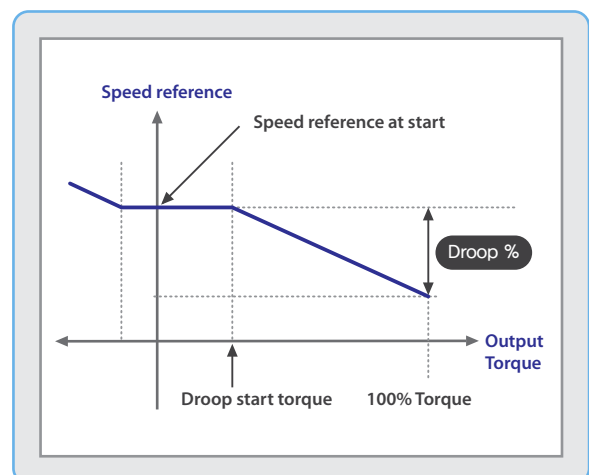 Speed reference
Speed reference at start
Droop %
Output
Torque
Droop start torque
100% Torque